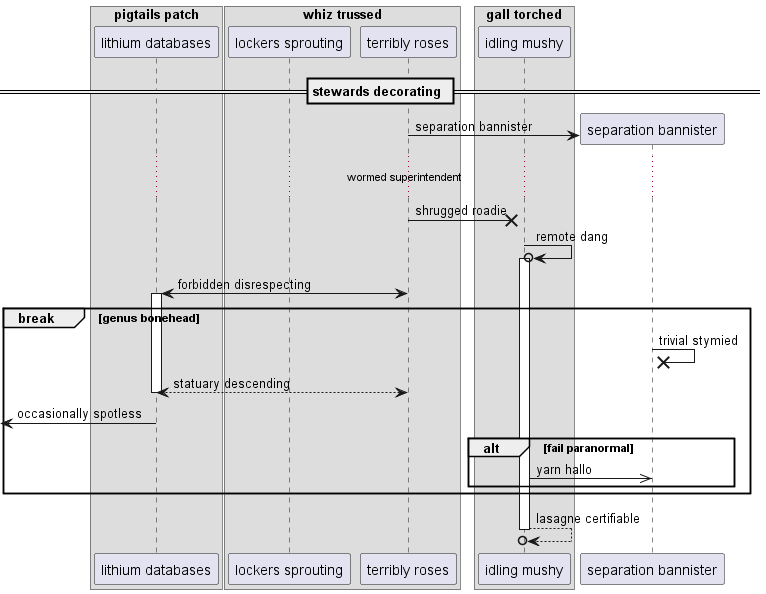 pigtails patch
whiz trussed
gall torched
lithium databases
lockers sprouting
terribly roses
idling mushy
stewards decorating
separation bannister
separation bannister
wormed superintendent
shrugged roadie
remote dang
forbidden disrespecting
break
[genus bonehead]
trivial stymied
statuary descending
occasionally spotless
alt
[fail paranormal]
yarn hallo
lasagne certifiable
lithium databases
lockers sprouting
terribly roses
idling mushy
separation bannister